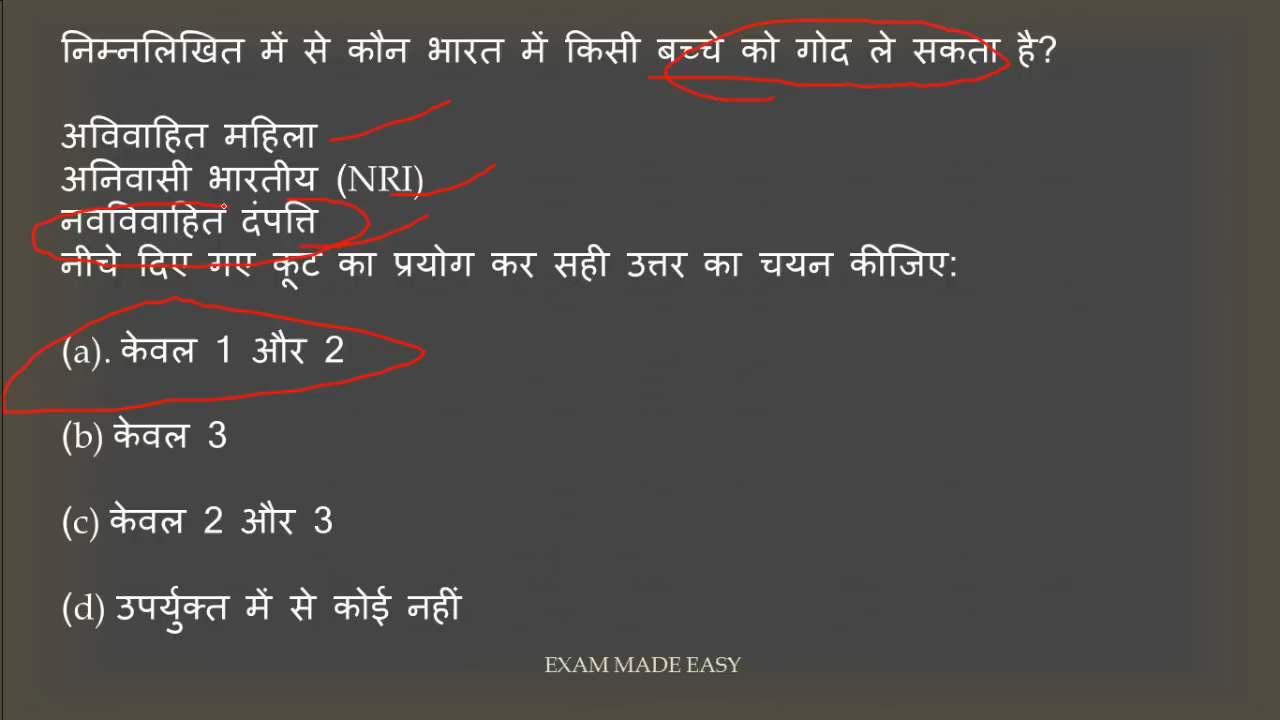 निम्नलिखित में से कौन भारत में किसी बच्चे को गोद ले सकता है?
अविवाहित महिला
अनिवासी भारतीय (NRI)
नवविवाहित दंपत्ति
नीचे दिए गए कूट का प्रयोग कर सही उत्तर का चयन कीजिए:
(a). केवल 1 और 2
(b) केवल 3
(c) केवल 2 और 3
(d) उपर्युक्त में से कोई नहीं
EXAM MADE EASY